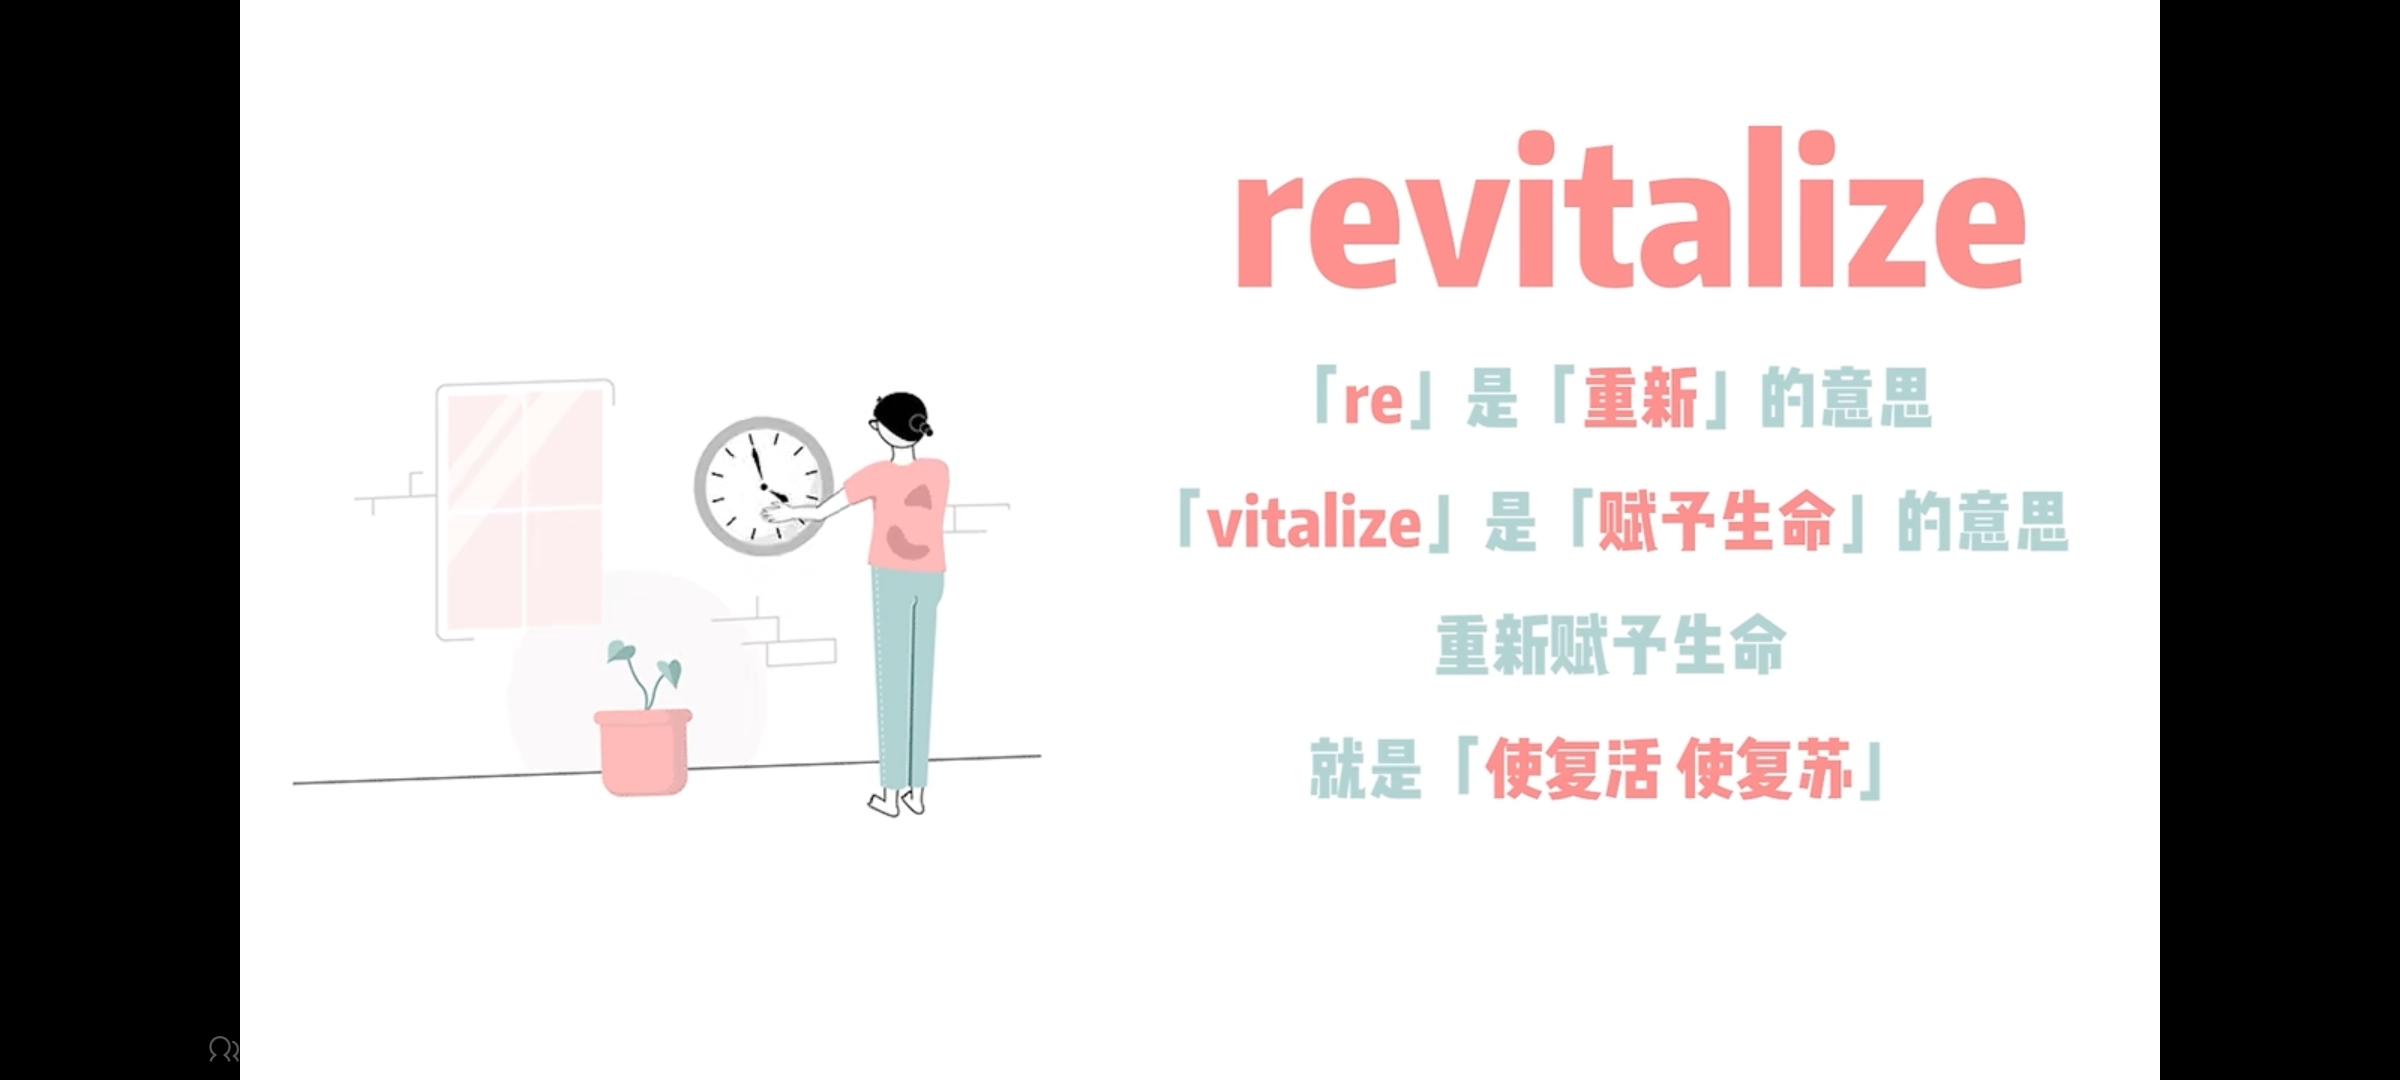 revitalize
「re」是「重新」的意思
「vitalize」是「赋予生命」的意思
重新赋予生命
就是「使复活 使复苏」